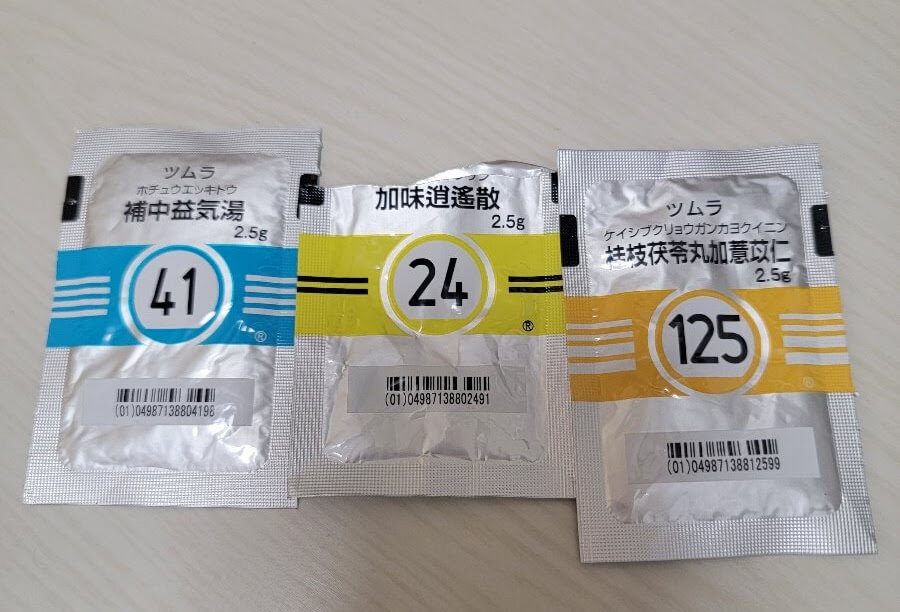 ツムラ
ホチュウエッキトウ
補中益気湯
2.5g
41
®
(01)04987138804198
加味逍遙散
2.5g
24
®
(01)04987138802491
ツムラ
ケイシブクリョウガンカヨクイニン
桂枝茯苓丸加薏苡仁
2.5g
125
®
(01)04987138812599